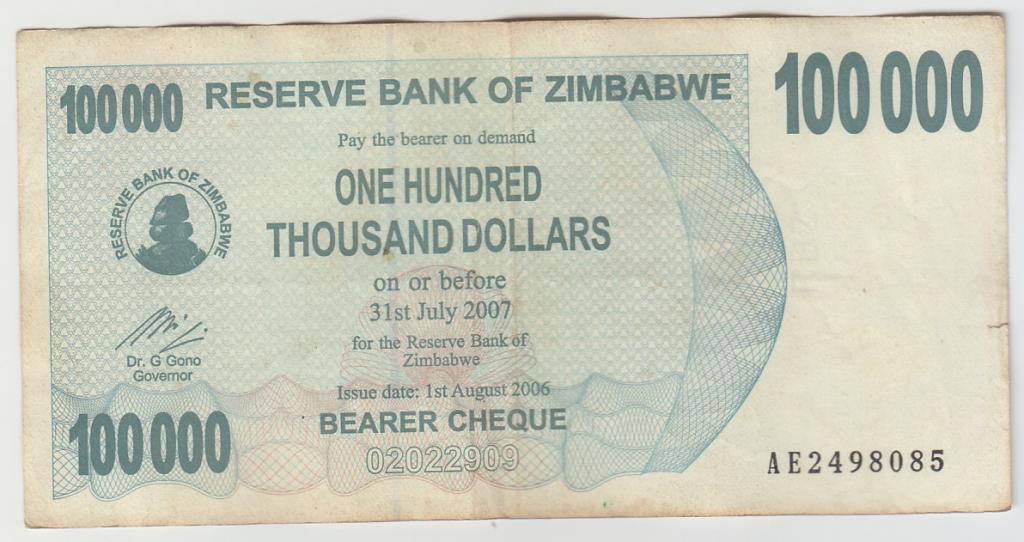 100 000
RESERVE BANK OF ZIMBABWE
100 000
Pay the bearer on demand
ONE HUNDRED
THOUSAND DOLLARS
RESERVE BANK OF ZIMBABWE
on or before
31st July 2007
for the Reserve Bank of
Zimbabwe
Dr. G Gono
Governor
Issue date: 1st August 2006
BEARER CHEQUE
100 000
02022909
AE2498085